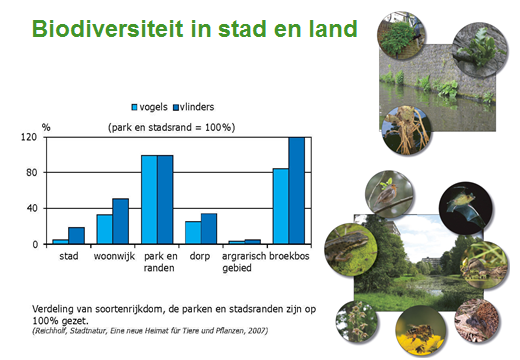 Biodiversiteit in stad en land
vogels vlinders
% (park en stadsrand = 100%)
120
80
40
0
stad woonwijk park en randen dorp argrarisch gebied broekbos
Verdeling van soortenrijkdom, de parken en stadsranden zijn op
100% gezet.
(Reichholf, Stadtnatur, Eine neue Heimat für Tiere und Pflanzen, 2007)